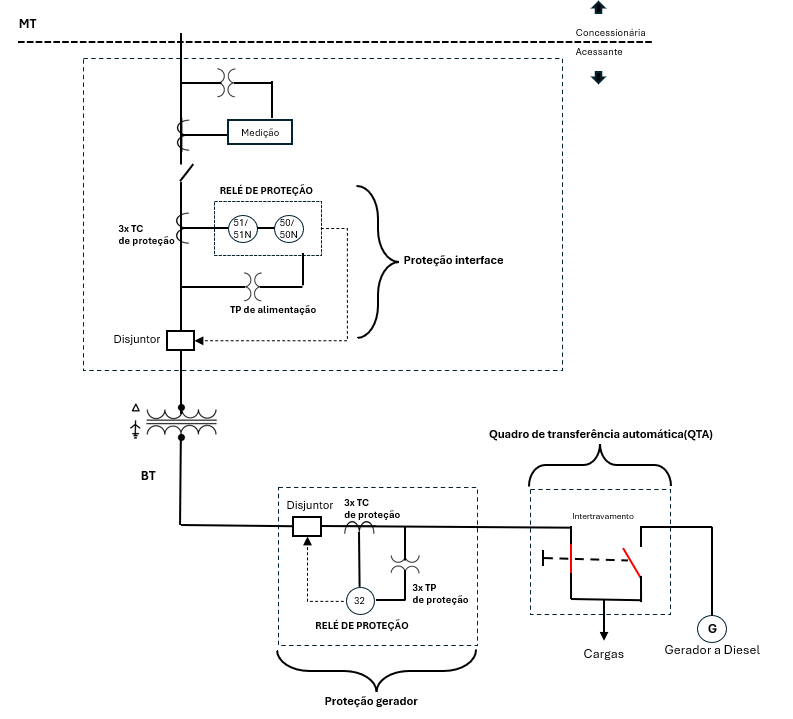 MT
Concessionária
Acessante
Medição
RELÉ DE PROTEÇÃO
51/
51N
50/
50N
3x TC
de proteção
Proteção interface
TP de alimentação
Disjuntor
Δ
BT
Quadro de transferência automática(QTA)
Disjuntor
3x TC
de proteção
Intertravamento
3x TP
de proteção
32
RELÉ DE PROTEÇÃO
G
Cargas
Gerador a Diesel
Proteção gerador